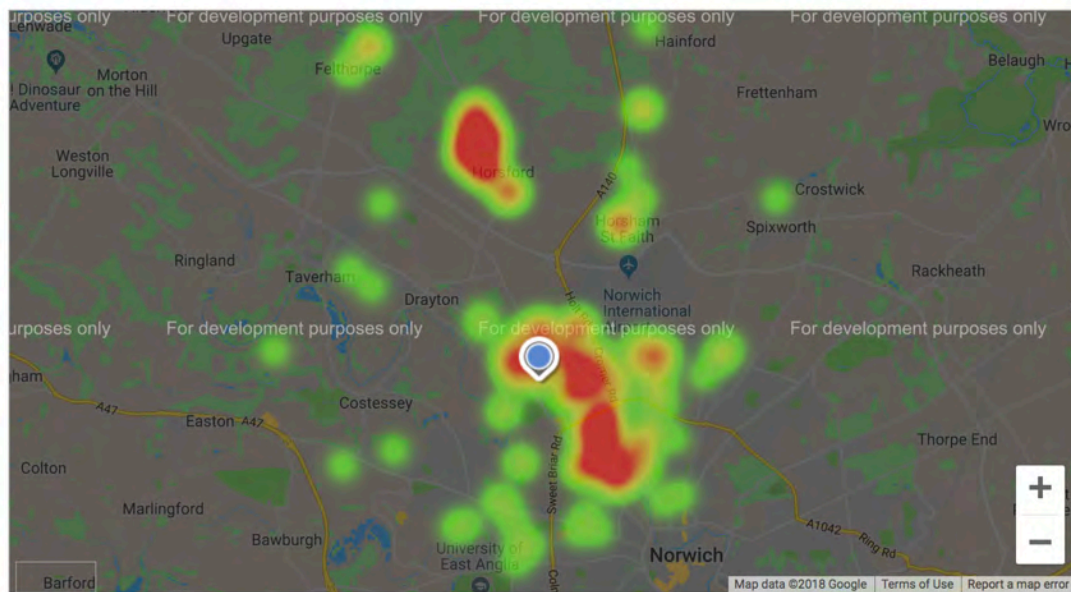 urposes only
For development purposes only
For development purposes only
For development purposes only
Lenwade
Upgate
Hainford
Belaugh
Felthorpe
Dinosaur
Adventure
Morton
on the Hill
Frettenham
Wro
Weston
Longville
Horsford
A140
Crostwick
Horsham
St Faith
Spixworth
Ringland
Taverham
Rackheath
Drayton
Norwich
International
urposes only
For development purposes only
For development purposes only
For development purposes only
gham
A47
Costessey
Easton
A47
Sweet Briar Rd
Thorpe End
Colton
Marlingford
+
Bawburgh
University of
East Anglia
A1042
Ring Rd
−
Norwich
Barford
Map data ©2018 Google
Terms of Use
Report a map error